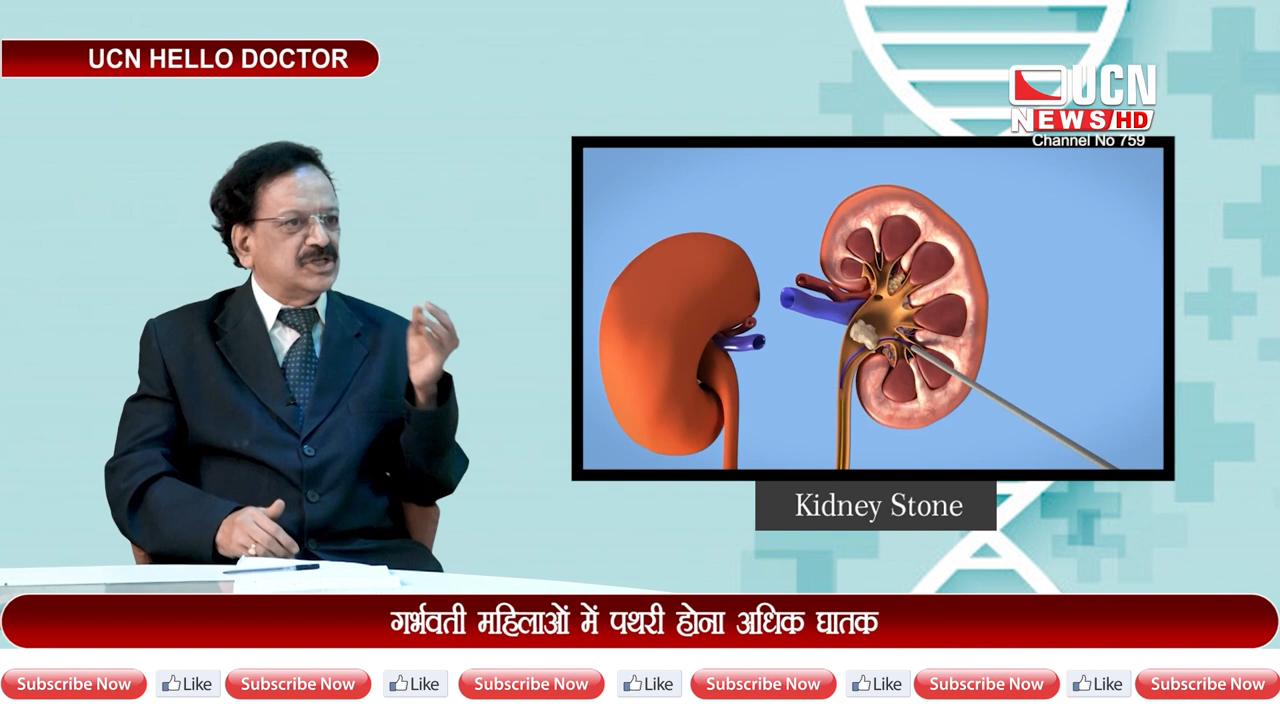 UCN HELLO DOCTOR
UCN
NEWS HD
Channel No 759
Kidney Stone
गर्भवती महिलाओं में पथरी होना अधिक घातक
Subscribe Now Like Subscribe Now Like Subscribe Now Like Subscribe Now Like Subscribe Now Like Subscribe Now